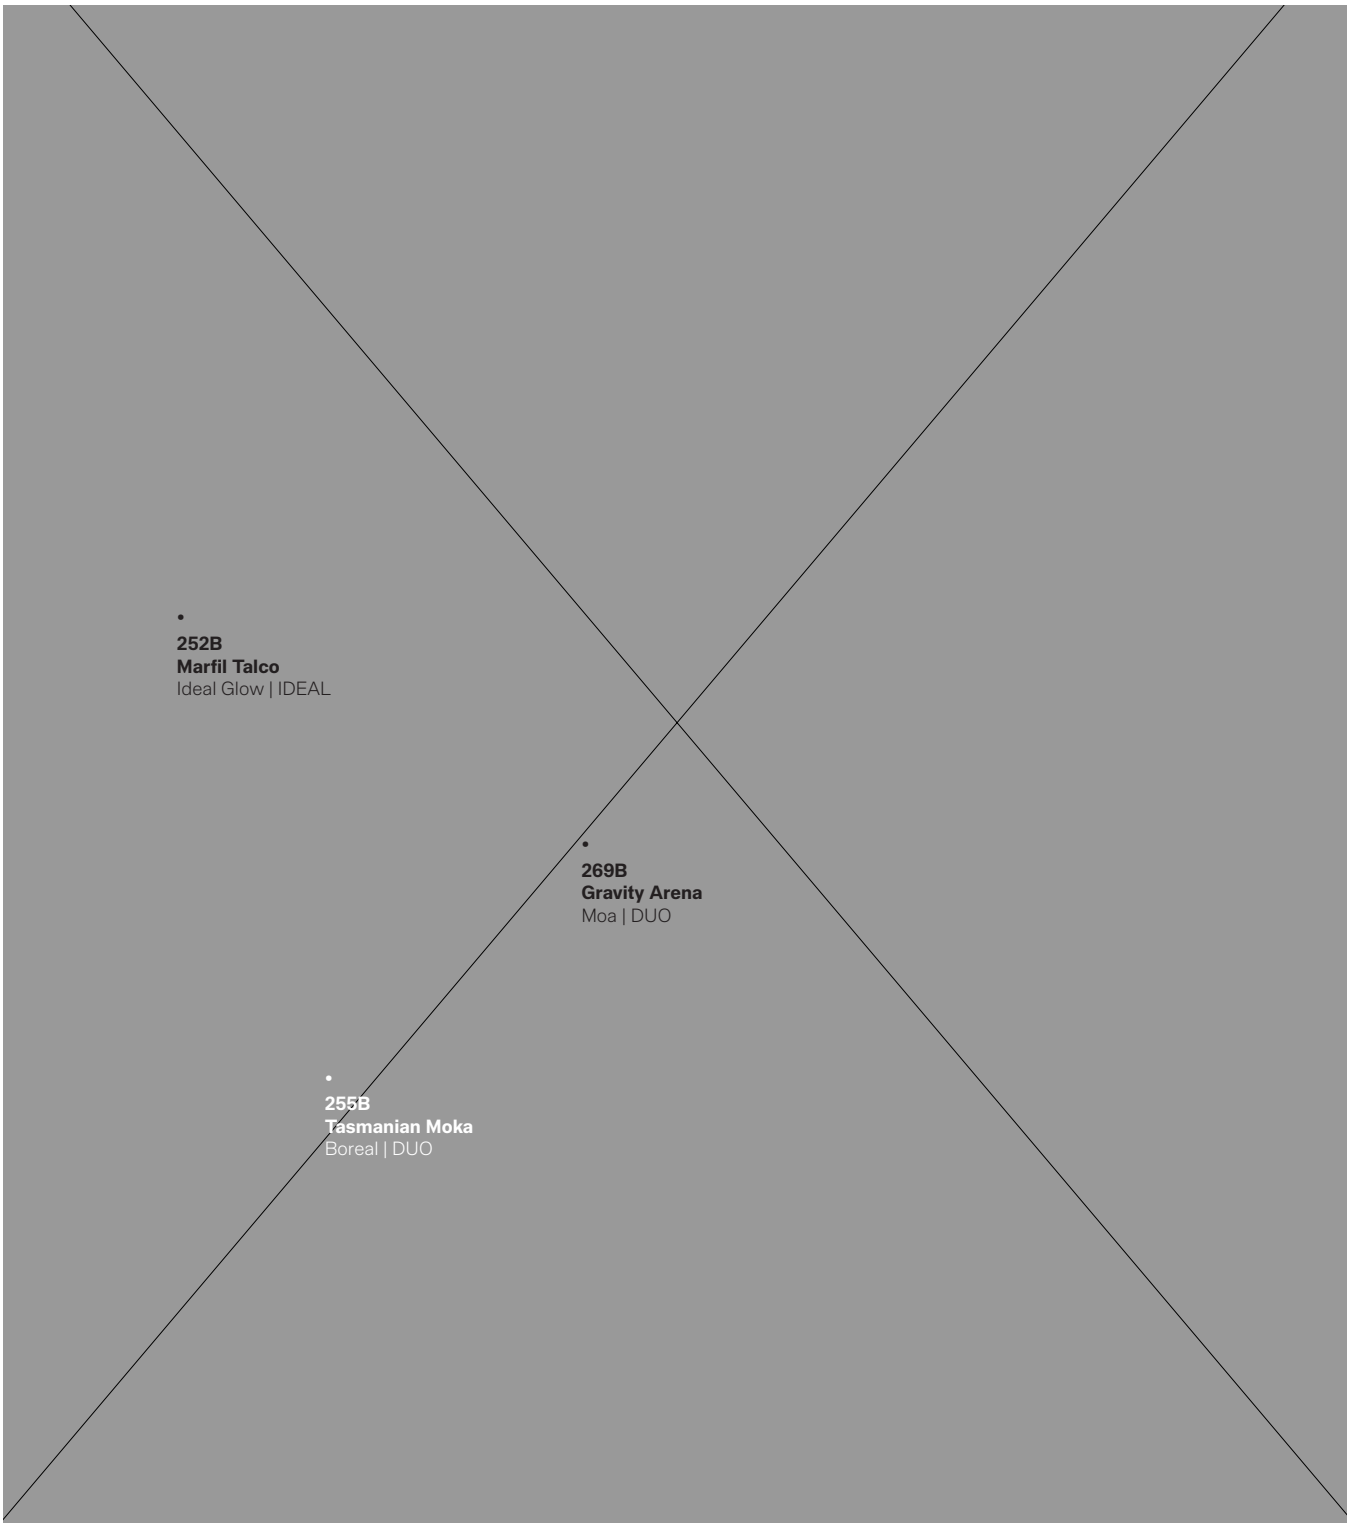 252B
Marfil Talco
Ideal Glow | IDEAL
269B
Gravity Arena
Moa | DUO
255B
Tasmanian Moka
Boreal | DUO